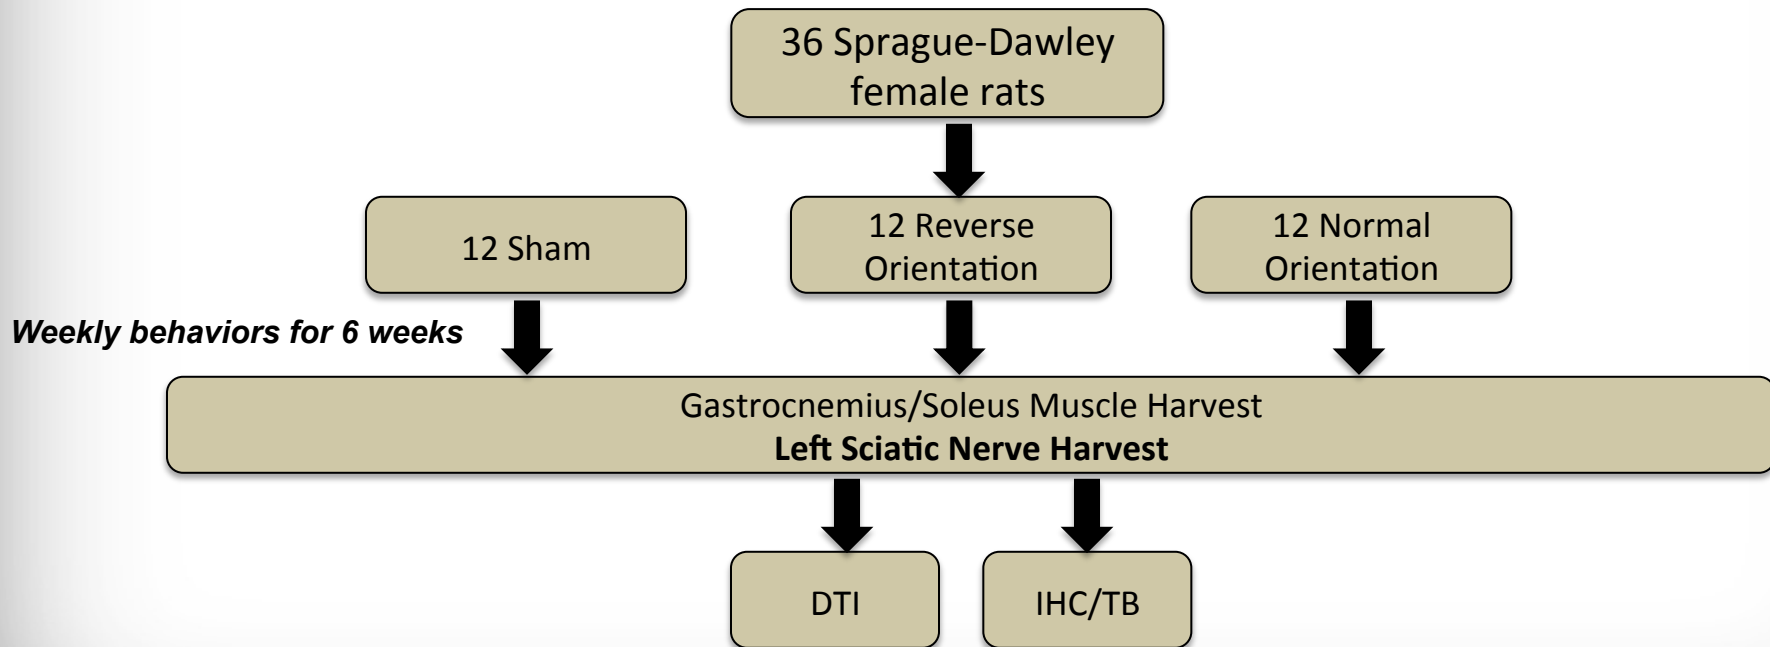 36 Sprague-Dawley
female rats
12 Sham
12 Reverse
Orientation
12 Normal
Orientation
Weekly behaviors for 6 weeks
Gastrocnemius/Soleus Muscle Harvest
Left Sciatic Nerve Harvest
DTI
IHC/TB